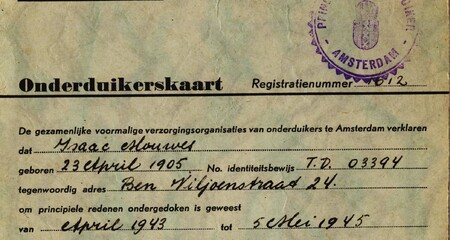 AMSTERDAM
Onderduikerskaart Registratienummer 612
De gezamenlijke voormalige verzorgingsorganisaties van onderduikers te Amsterdam verklaren
dat Isaac Mouwes
geboren 23 April 1905 No. identiteitsbewijs T.D. 03394
tegenwoordig adres Ben Viljoenstraat 24.
om principiele redenen ondergedoken is geweest
van April 1943 tot 5 Mei 1945